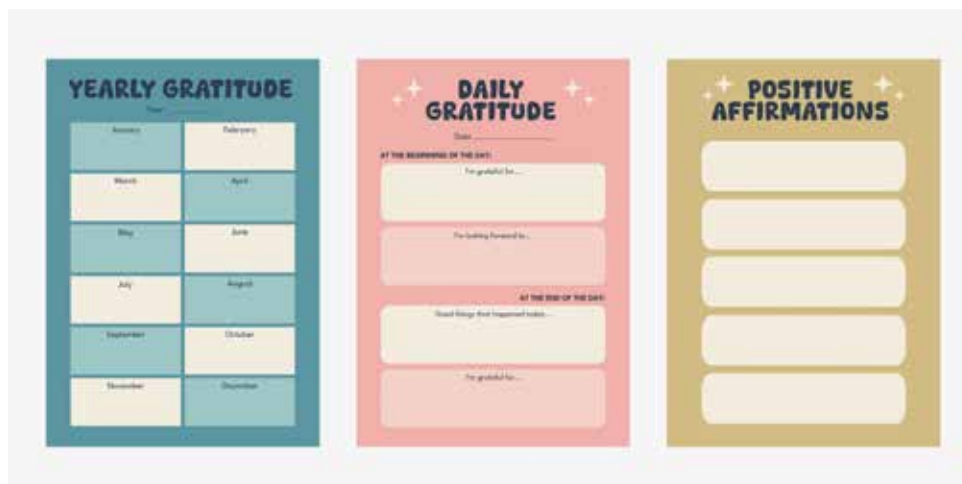 YEARLY GRATITUDE
Year:
January
February
March
April
May
June
July
August
September
October
November
December
DAILY
GRATITUDE
Date:
AT THE BEGINNING OF THE DAY:
I'm grateful for...
I'm looking forward to...
AT THE END OF THE DAY:
Good things that happened today...
I'm grateful for...
POSITIVE
AFFIRMATIONS